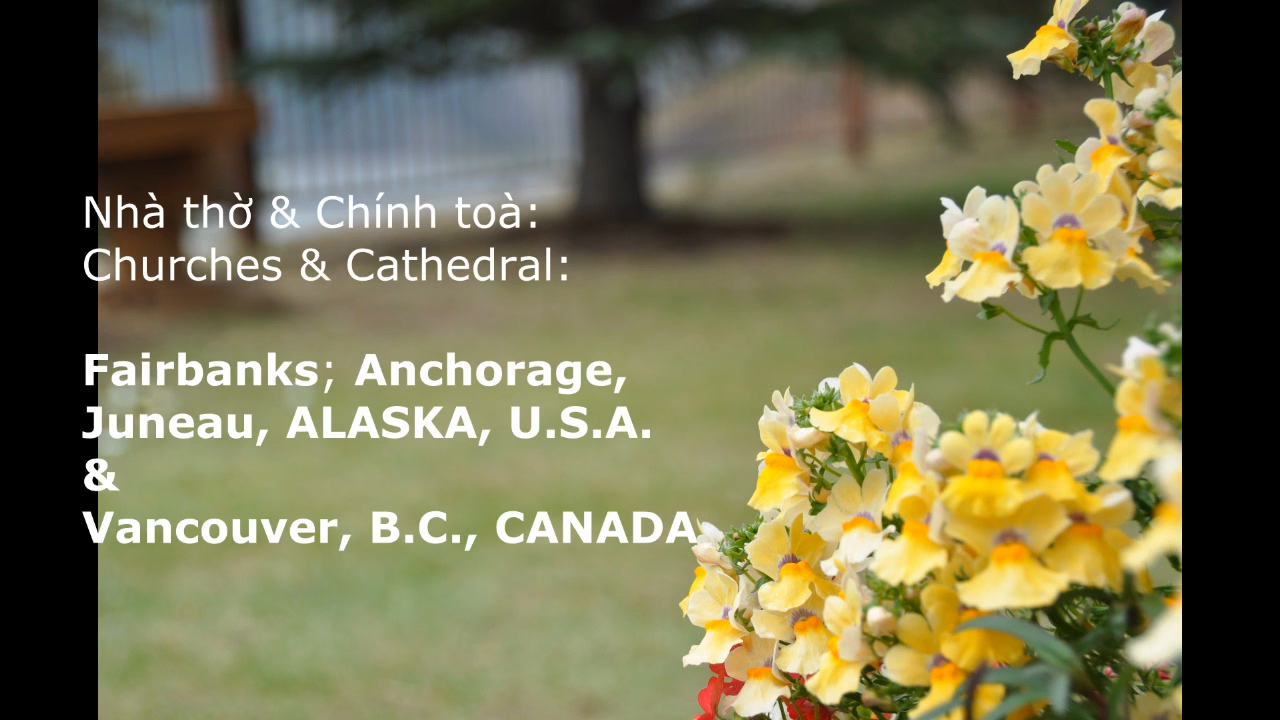 Nhà thờ & Chính toà:
Churches & Cathedral:
Fairbanks; Anchorage,
Juneau, ALASKA, U.S.A.
&
Vancouver, B.C., CANADA